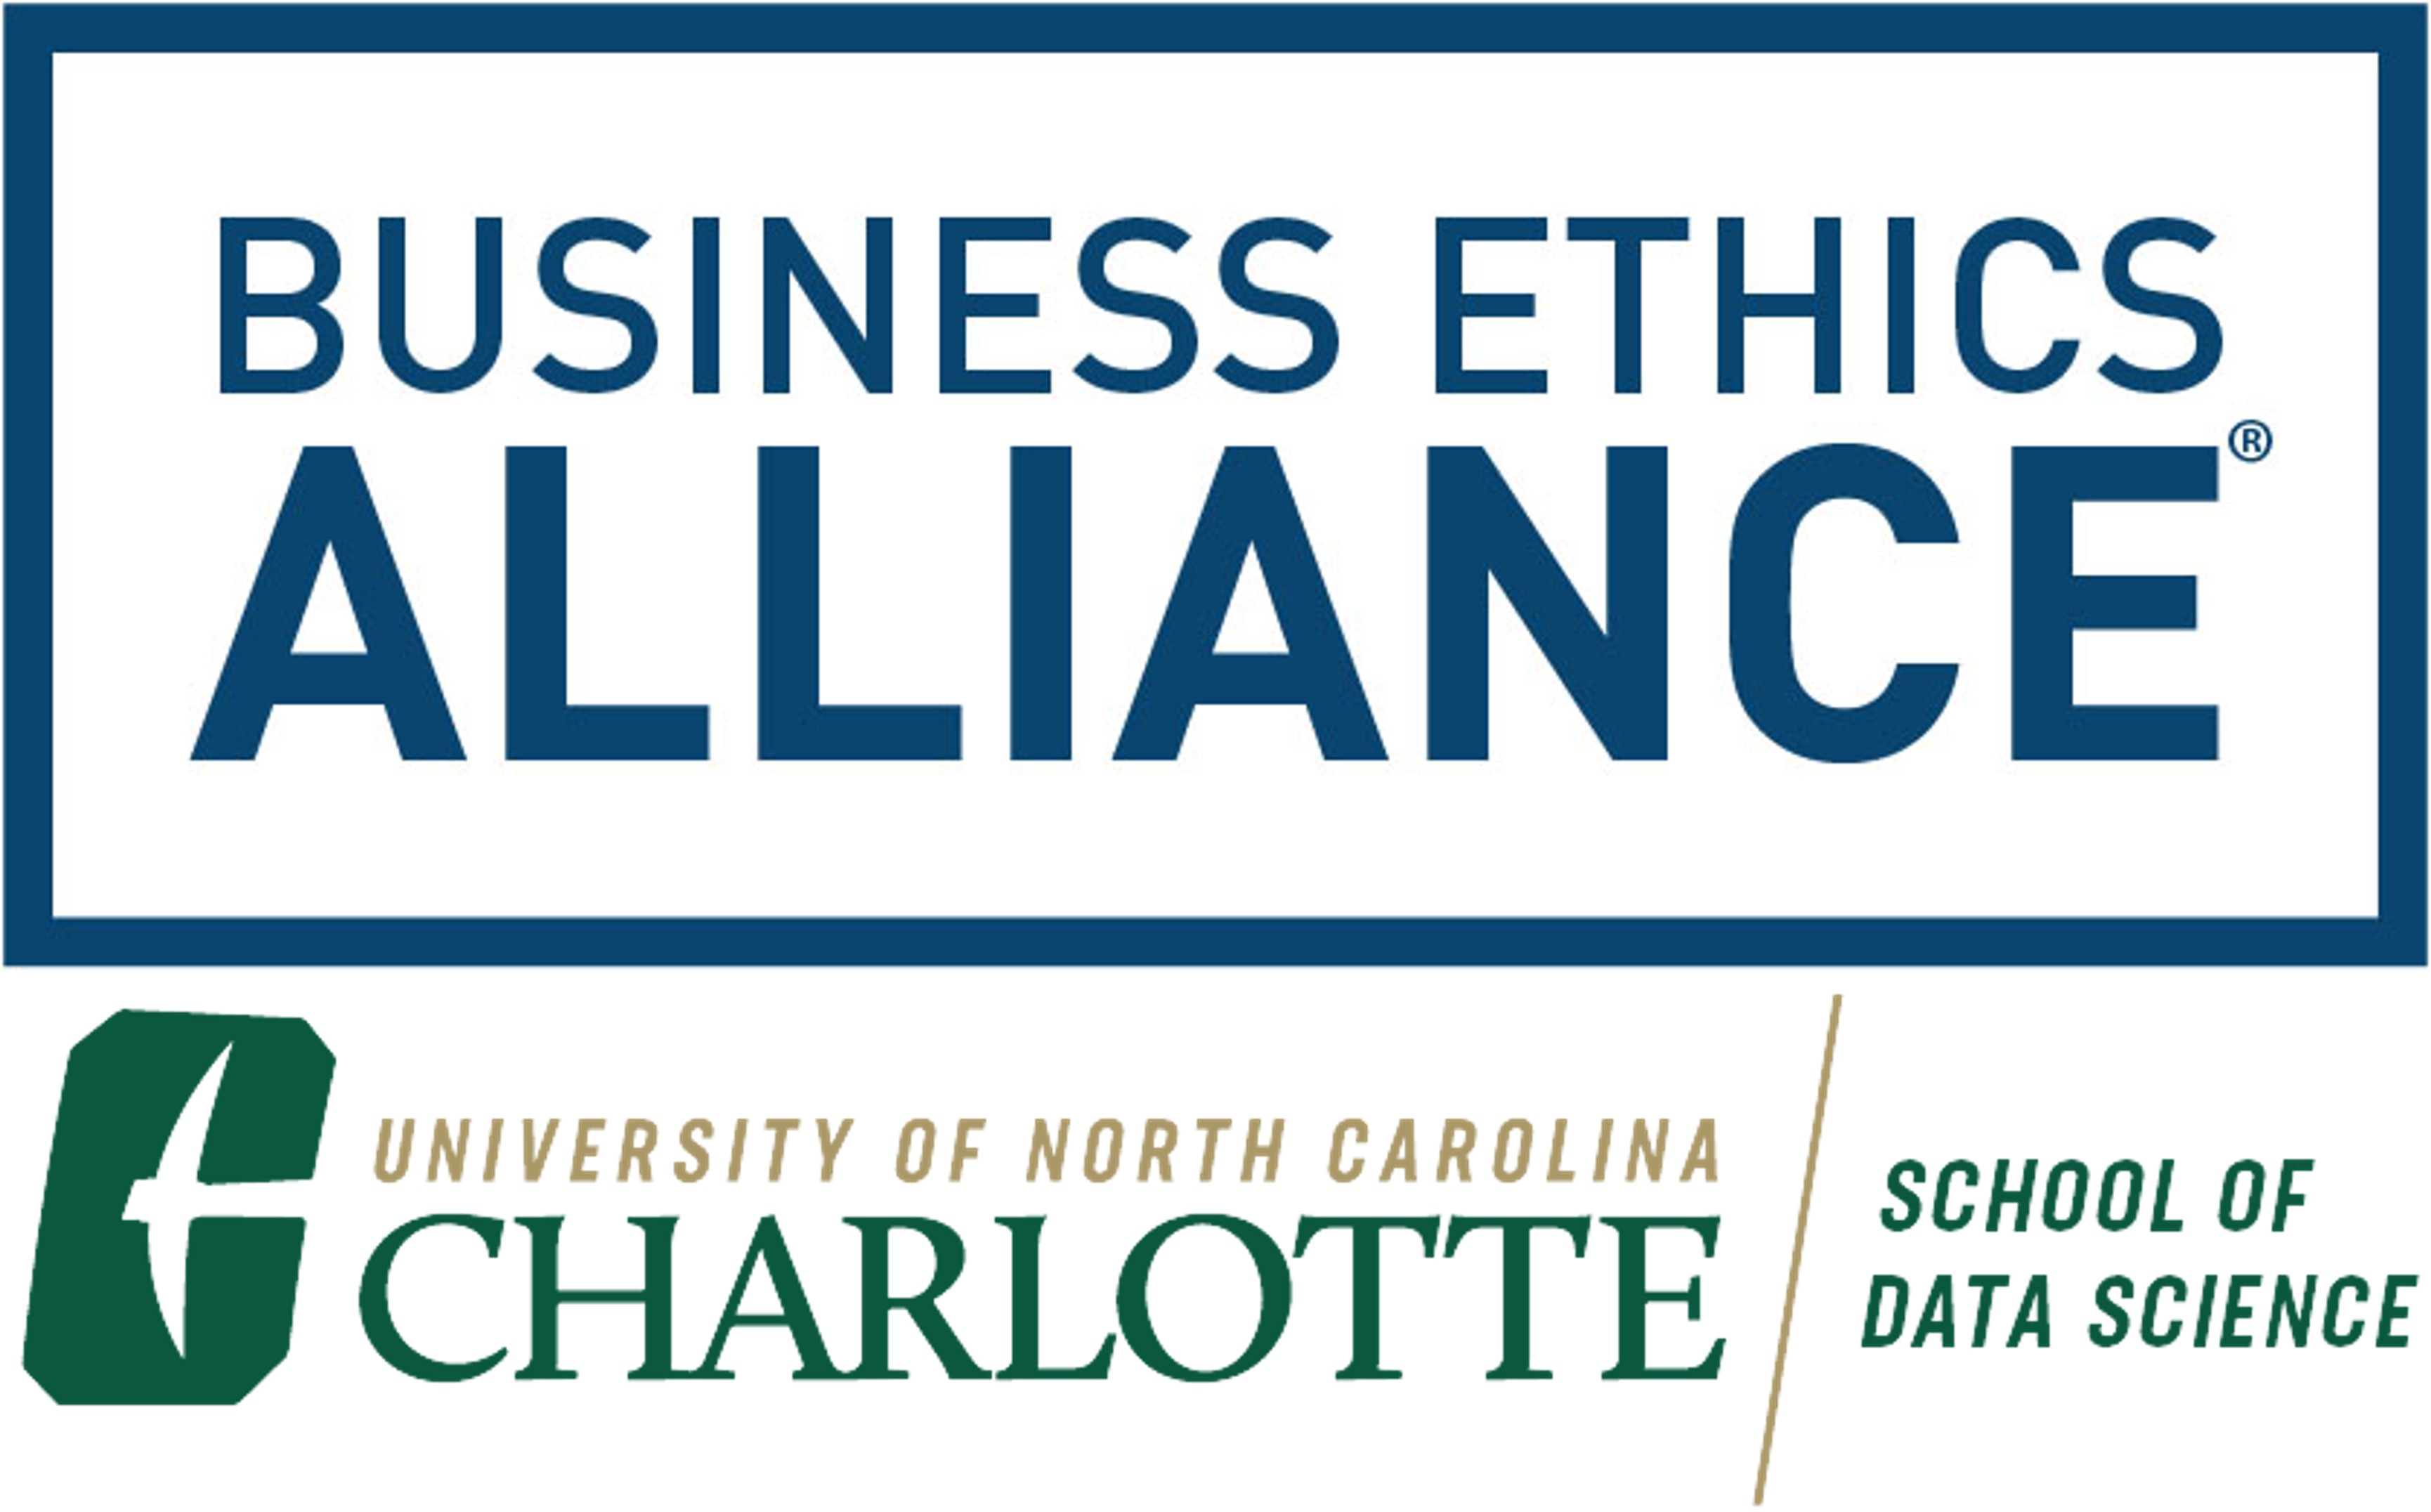 BUSINESS ETHICS
ALLIANCE®
UNIVERSITY OF NORTH CAROLINA
CHARLOTTE
SCHOOL OF
DATA SCIENCE